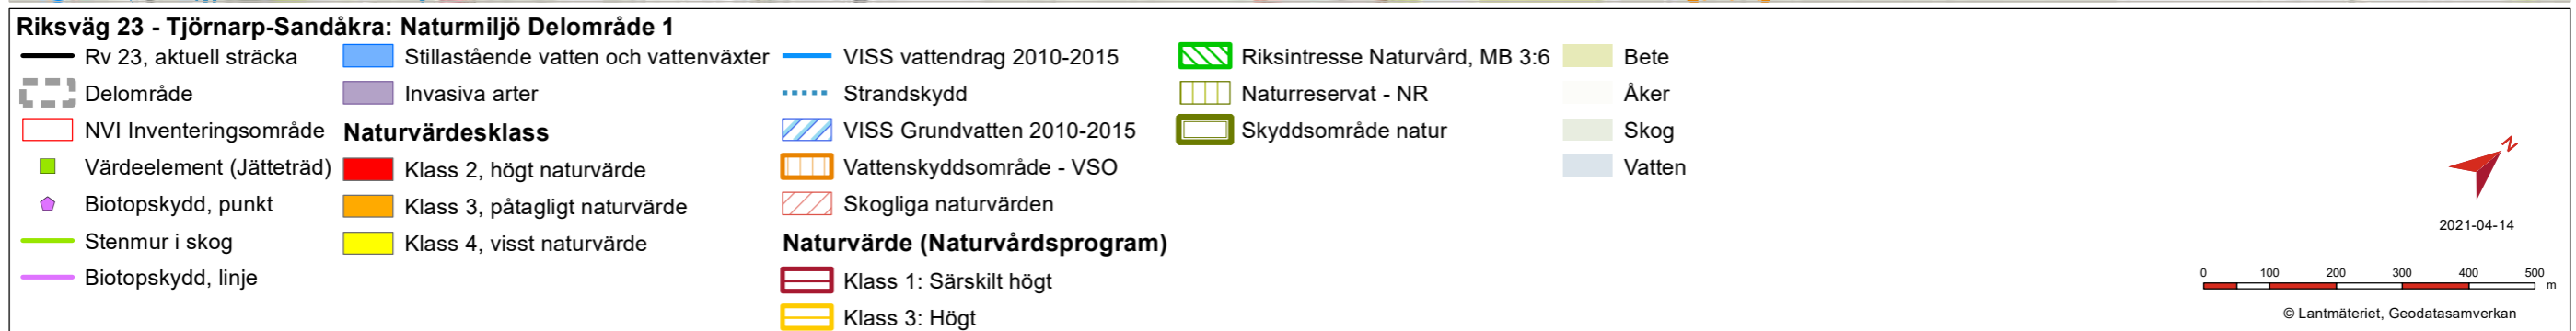 Riksväg 23 - Tjörnarp-Sandåkra: Naturmiljö Delområde 1
Rv 23, aktuell sträcka
Delområde
NVI Inventeringsområde
Värdeelement (Jätteträd)
Biotopskydd, punkt
Stenmur i skog
Biotopskydd, linje
Stillastående vatten och vattenväxter
Invasiva arter
Naturvärdesklass
Klass 2, högt naturvärde
Klass 3, påtagligt naturvärde
Klass 4, visst naturvärde
VISS vattendrag 2010-2015
Strandskydd
VISS Grundvatten 2010-2015
Vattenskyddsområde - VSO
Skogliga naturvärden
Naturvärde (Naturvårdsprogram)
Klass 1: Särskilt högt
Klass 3: Högt
Riksintresse Naturvård, MB 3:6
Naturreservat - NR
Skyddsområde natur
Bete
Åker
Skog
Vatten
N
2021-04-14
0 100 200 300 400 500
m
© Lantmäteriet, Geodatasamverkan